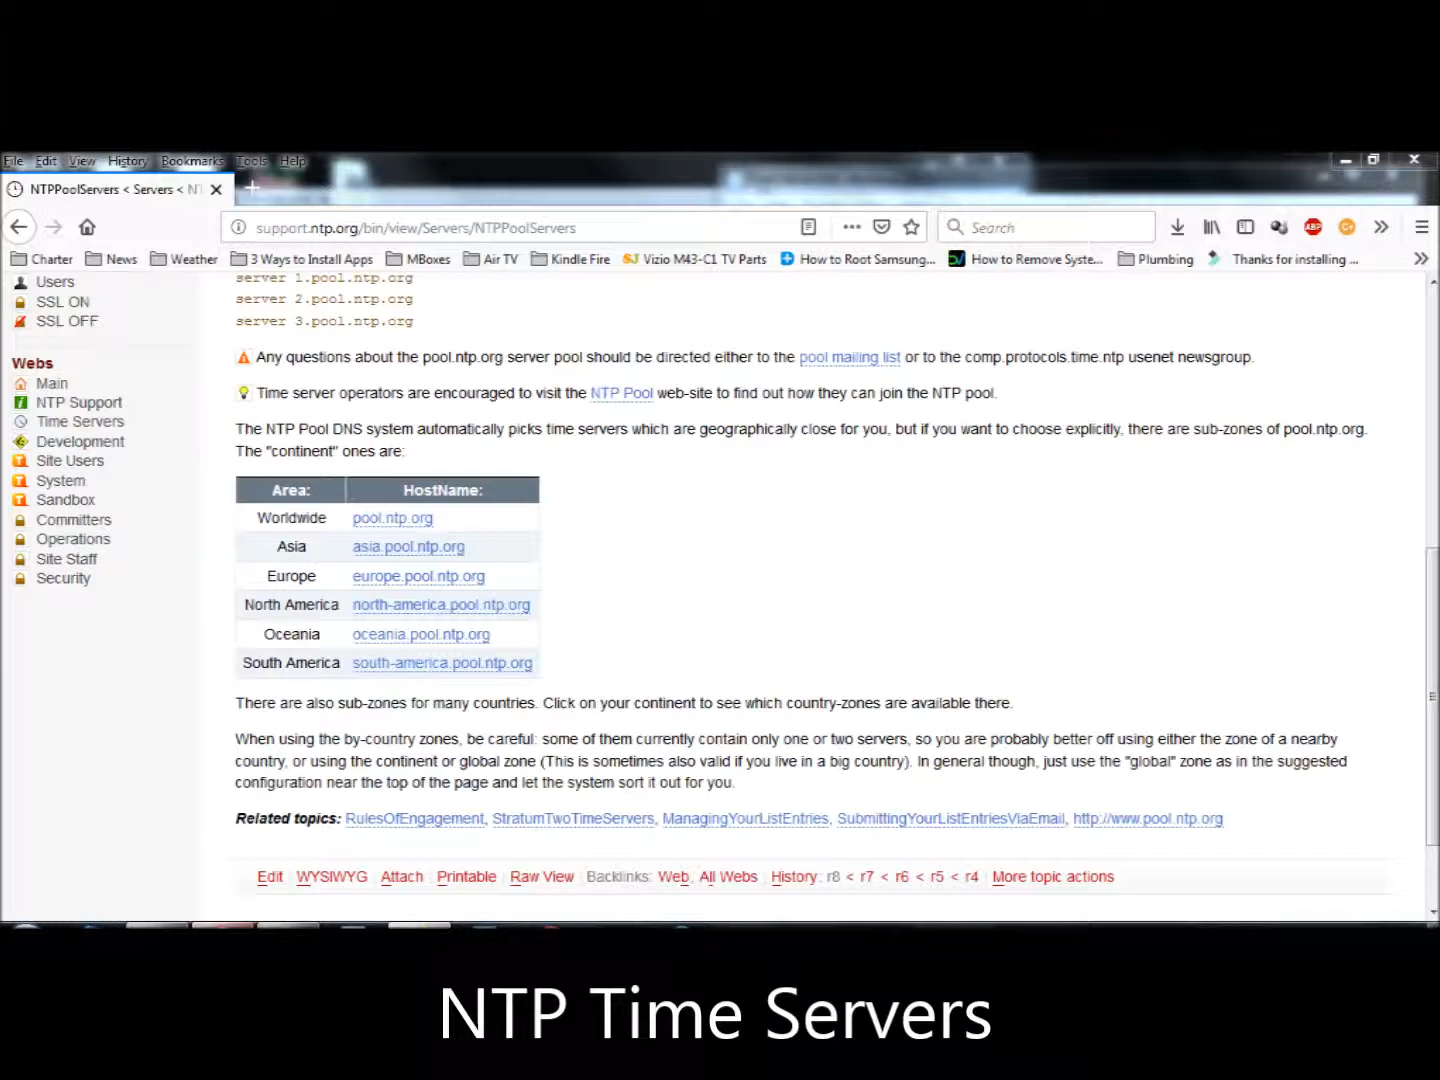 File Edit View History Bookmarks Tools Help
NTPPoolServers < Servers < NT
support.ntp.org/bin/view/Servers/NTPPoolServers
Search
Charter News Weather 3 Ways to Install Apps MBoxes Air TV Kindle Fire Vizio M43-C1 TV Parts How to Root Samsung... How to Remove Syste... Plumbing Thanks for installing ...
Users
SSL ON
SSL OFF
Webs
Main
NTP Support
Time Servers
Development
Site Users
System
Sandbox
Committers
Operations
Site Staff
Security
server 1.pool.ntp.org
server 2.pool.ntp.org
server 3.pool.ntp.org
Any questions about the pool.ntp.org server pool should be directed either to the pool mailing list or to the comp.protocols.time.ntp usenet newsgroup.
Time server operators are encouraged to visit the NTP Pool web-site to find out how they can join the NTP pool.
The NTP Pool DNS system automatically picks time servers which are geographically close for you, but if you want to choose explicitly, there are sub-zones of pool.ntp.org.
The "continent" ones are:
Area: HostName:
Worldwide pool.ntp.org
Asia asia.pool.ntp.org
Europe europe.pool.ntp.org
North America north-america.pool.ntp.org
Oceania oceania.pool.ntp.org
South America south-america.pool.ntp.org
There are also sub-zones for many countries. Click on your continent to see which country-zones are available there.
When using the by-country zones, be careful: some of them currently contain only one or two servers, so you are probably better off using either the zone of a nearby
country, or using the continent or global zone (This is sometimes also valid if you live in a big country). In general though, just use the "global" zone as in the suggested
configuration near the top of the page and let the system sort it out for you.
Related topics: RulesOfEngagement, StratumTwoTimeServers, ManagingYourListEntries, SubmittingYourListEntriesViaEmail, http://www.pool.ntp.org
Edit WYSIWYG Attach Printable Raw View Backlinks: Web, All Webs History: r8 < r7 < r6 < r5 < r4 More topic actions
NTP Time Servers